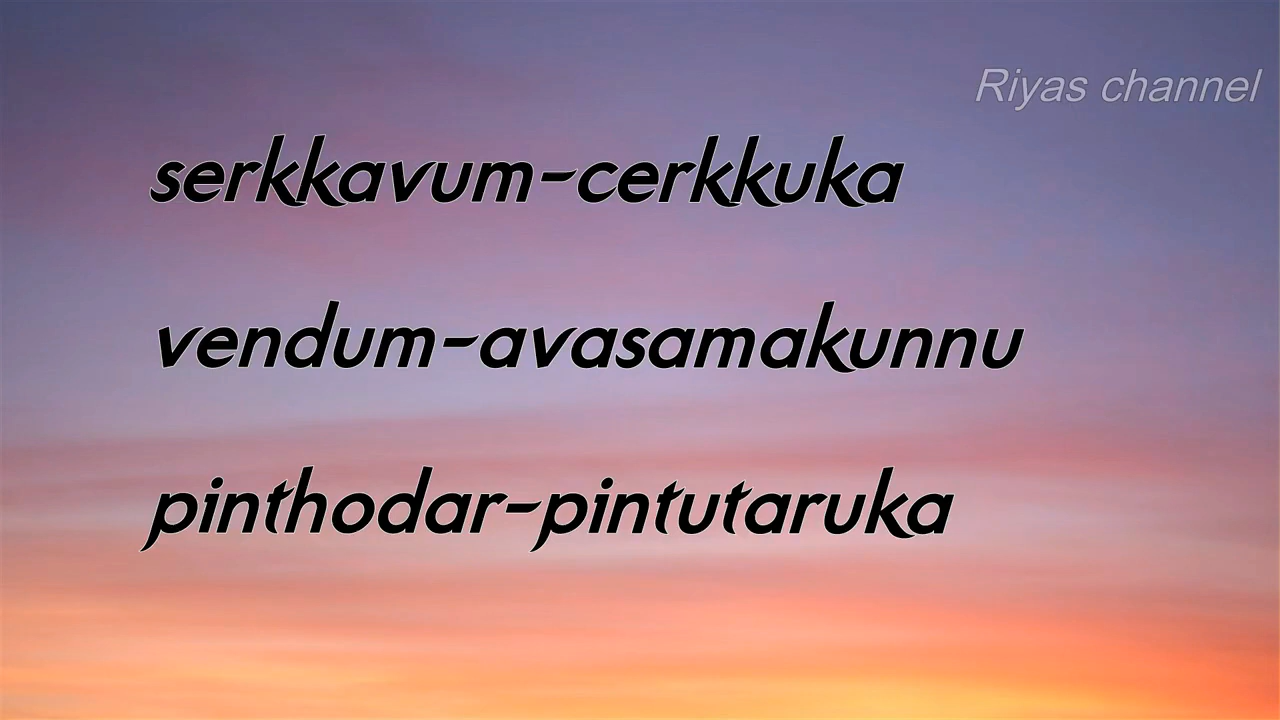 Riyas channel
serkkavum-cerkkuka
vendum-avasamakunnu
pinthodar-pintutaruka